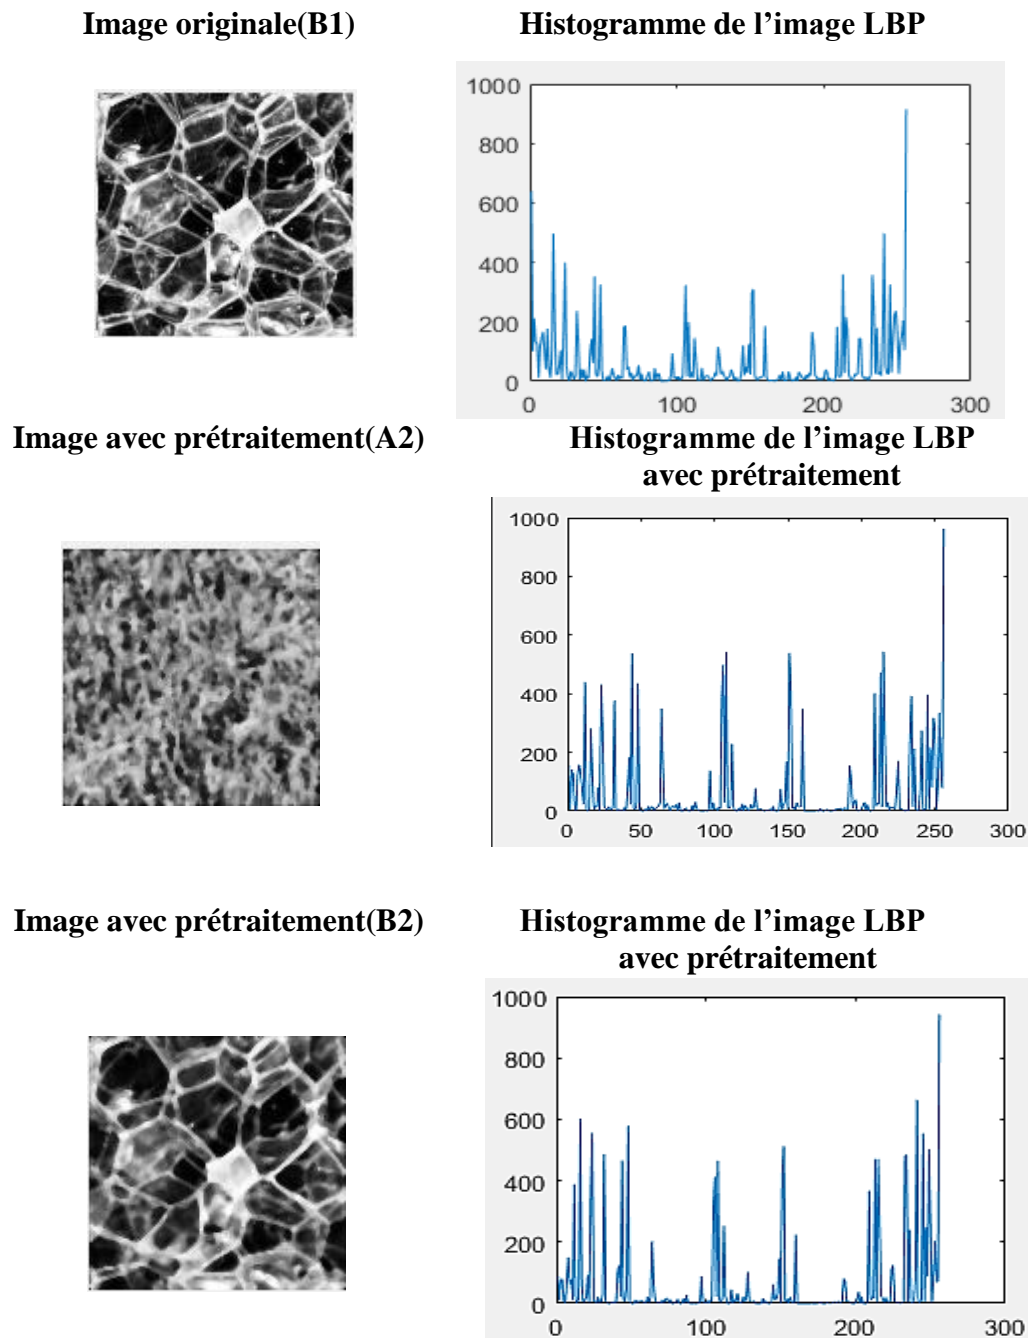 Image originale(B1) Histogramme de l’image LBP
1000
800
600
400
200
0
0 100 200 300
Image avec prétraitement(A2) Histogramme de l’image LBP
avec prétraitement
1000
800
600
400
200
0
0 50 100 150 200 250 300
Image avec prétraitement(B2) Histogramme de l’image LBP
avec prétraitement
1000
800
600
400
200
0
0 100 200 300